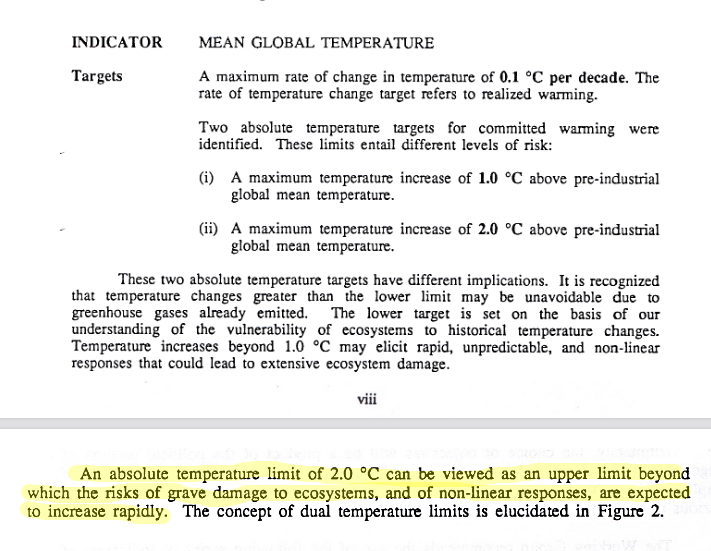 INDICATOR MEAN GLOBAL TEMPERATURE
Targets A maximum rate of change in temperature of 0.1 °C per decade. The
rate of temperature change target refers to realized warming.
Two absolute temperature targets for committed warming were
identified. These limits entail different levels of risk:
(i) A maximum temperature increase of 1.0 °C above pre-industrial
global mean temperature.
(ii) A maximum temperature increase of 2.0 °C above pre-industrial
global mean temperature.
These two absolute temperature targets have different implications. It is recognized
that temperature changes greater than the lower limit may be unavoidable due to
greenhouse gases already emitted. The lower target is set on the basis of our
understanding of the vulnerability of ecosystems to historical temperature changes.
Temperature increases beyond 1.0 °C may elicit rapid, unpredictable, and non-linear
responses that could lead to extensive ecosystem damage.
viii
An absolute temperature limit of 2.0 °C can be viewed as an upper limit beyond
which the risks of grave damage to ecosystems, and of non-linear responses, are expected
to increase rapidly. The concept of dual temperature limits is elucidated in Figure 2.